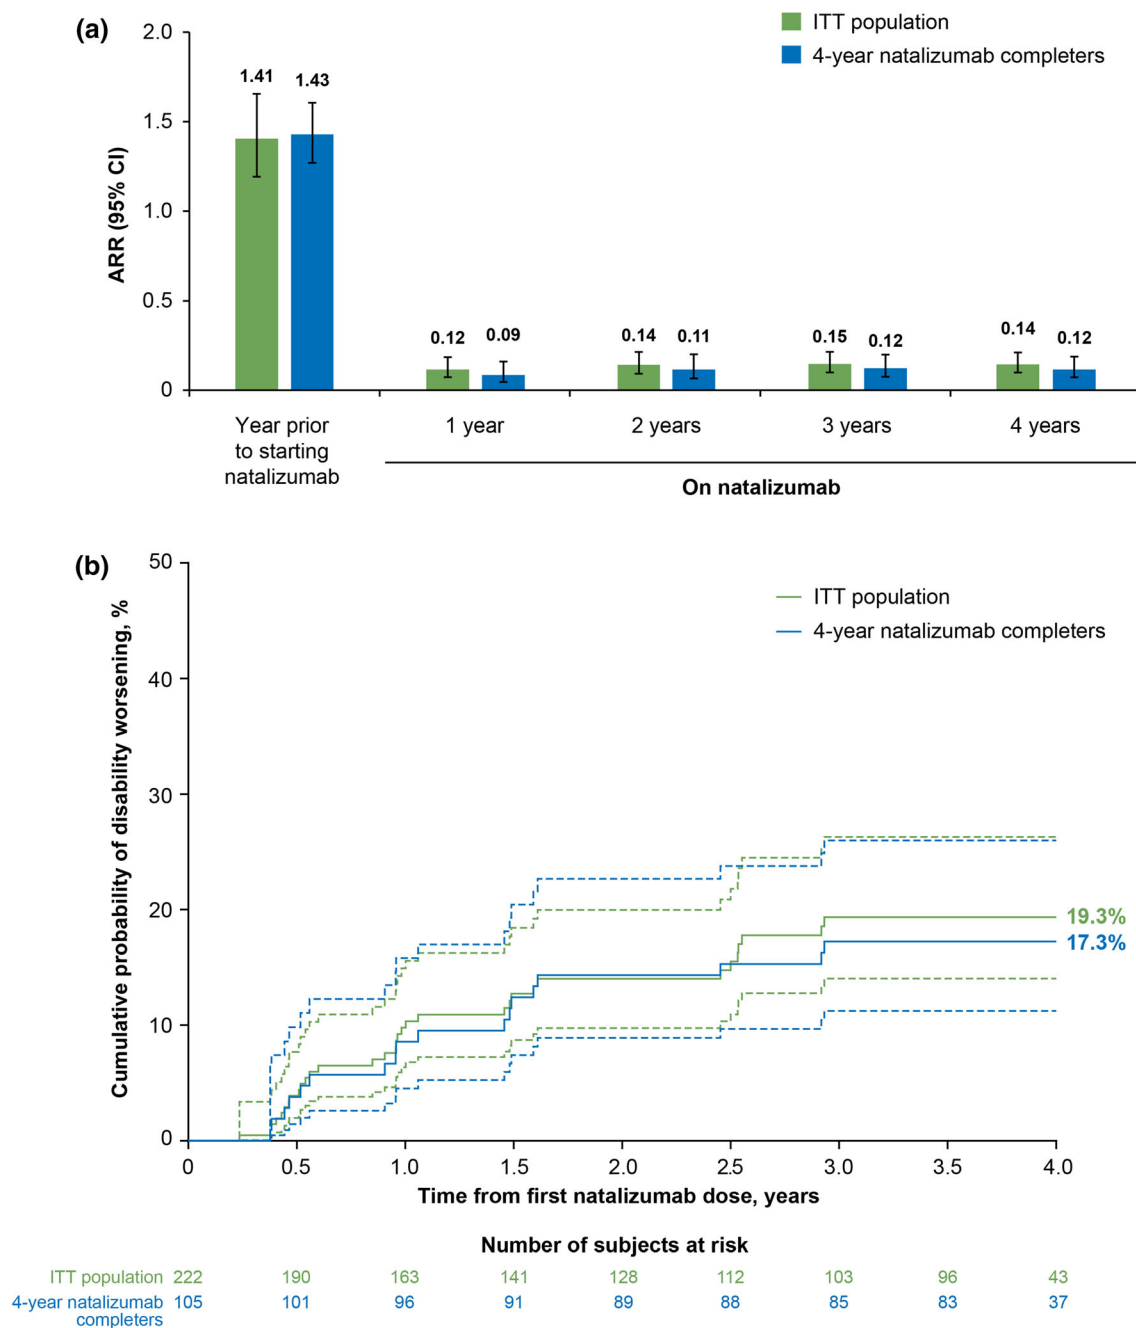 (a)
2.0
1.5
1.0
0.5
0
ARR (95% CI)
ITT population
4-year natalizumab completers
1.41
1.43
0.12
0.09
0.14
0.11
0.15
0.12
0.14
0.12
Year prior
to starting
natalizumab
1 year
2 years
3 years
4 years
On natalizumab
(b)
50
40
30
20
10
0
Cumulative probability of disability worsening, %
ITT population
4-year natalizumab completers
19.3%
17.3%
0 0.5 1.0 1.5 2.0 2.5 3.0 3.5 4.0
Time from first natalizumab dose, years
Number of subjects at risk
ITT population 222 190 163 141 128 112 103 96 43
4-year natalizumab 105 101 96 91 89 88 85 83 37
completers